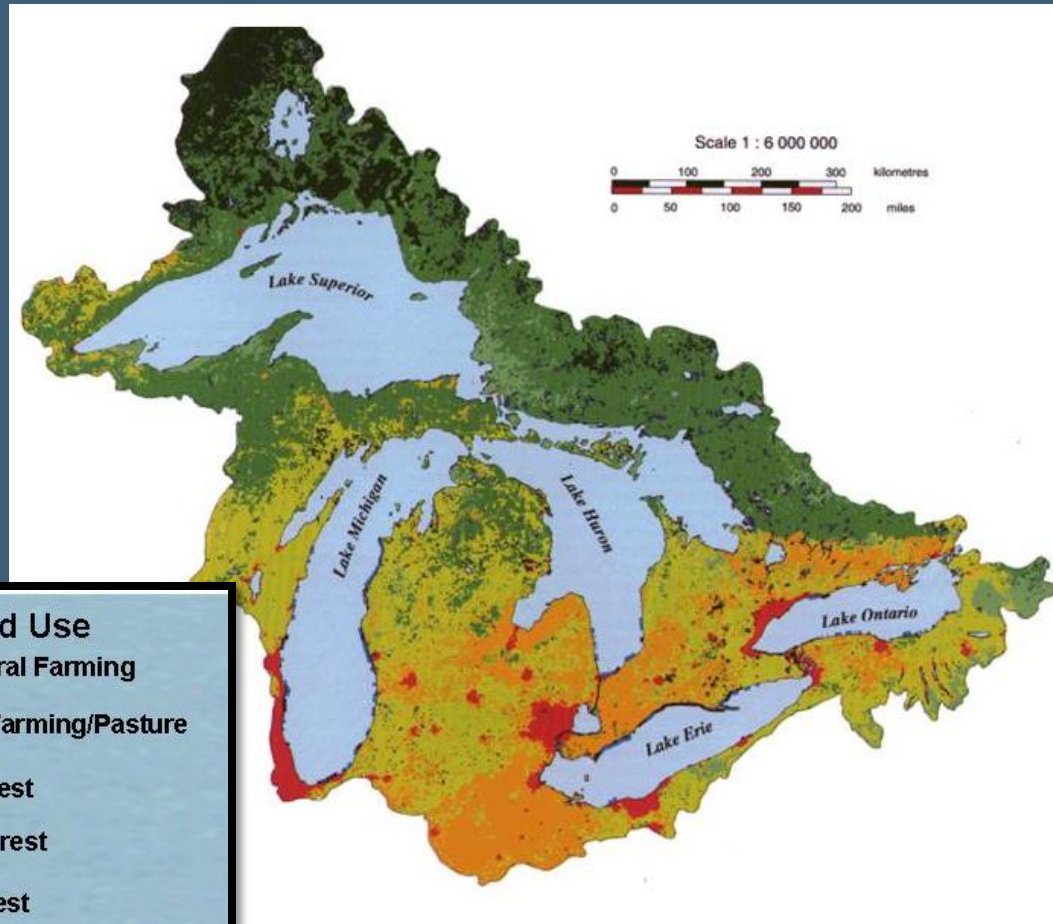 Scale 1 : 6 000 000
0 100 200 300 kilometres
0 50 100 150 200 miles
Lake Superior
Lake Michigan
Lake Huron
Lake Ontario
Lake Erie
d Use
ral Farming
Farming/Pasture
est
rest
est